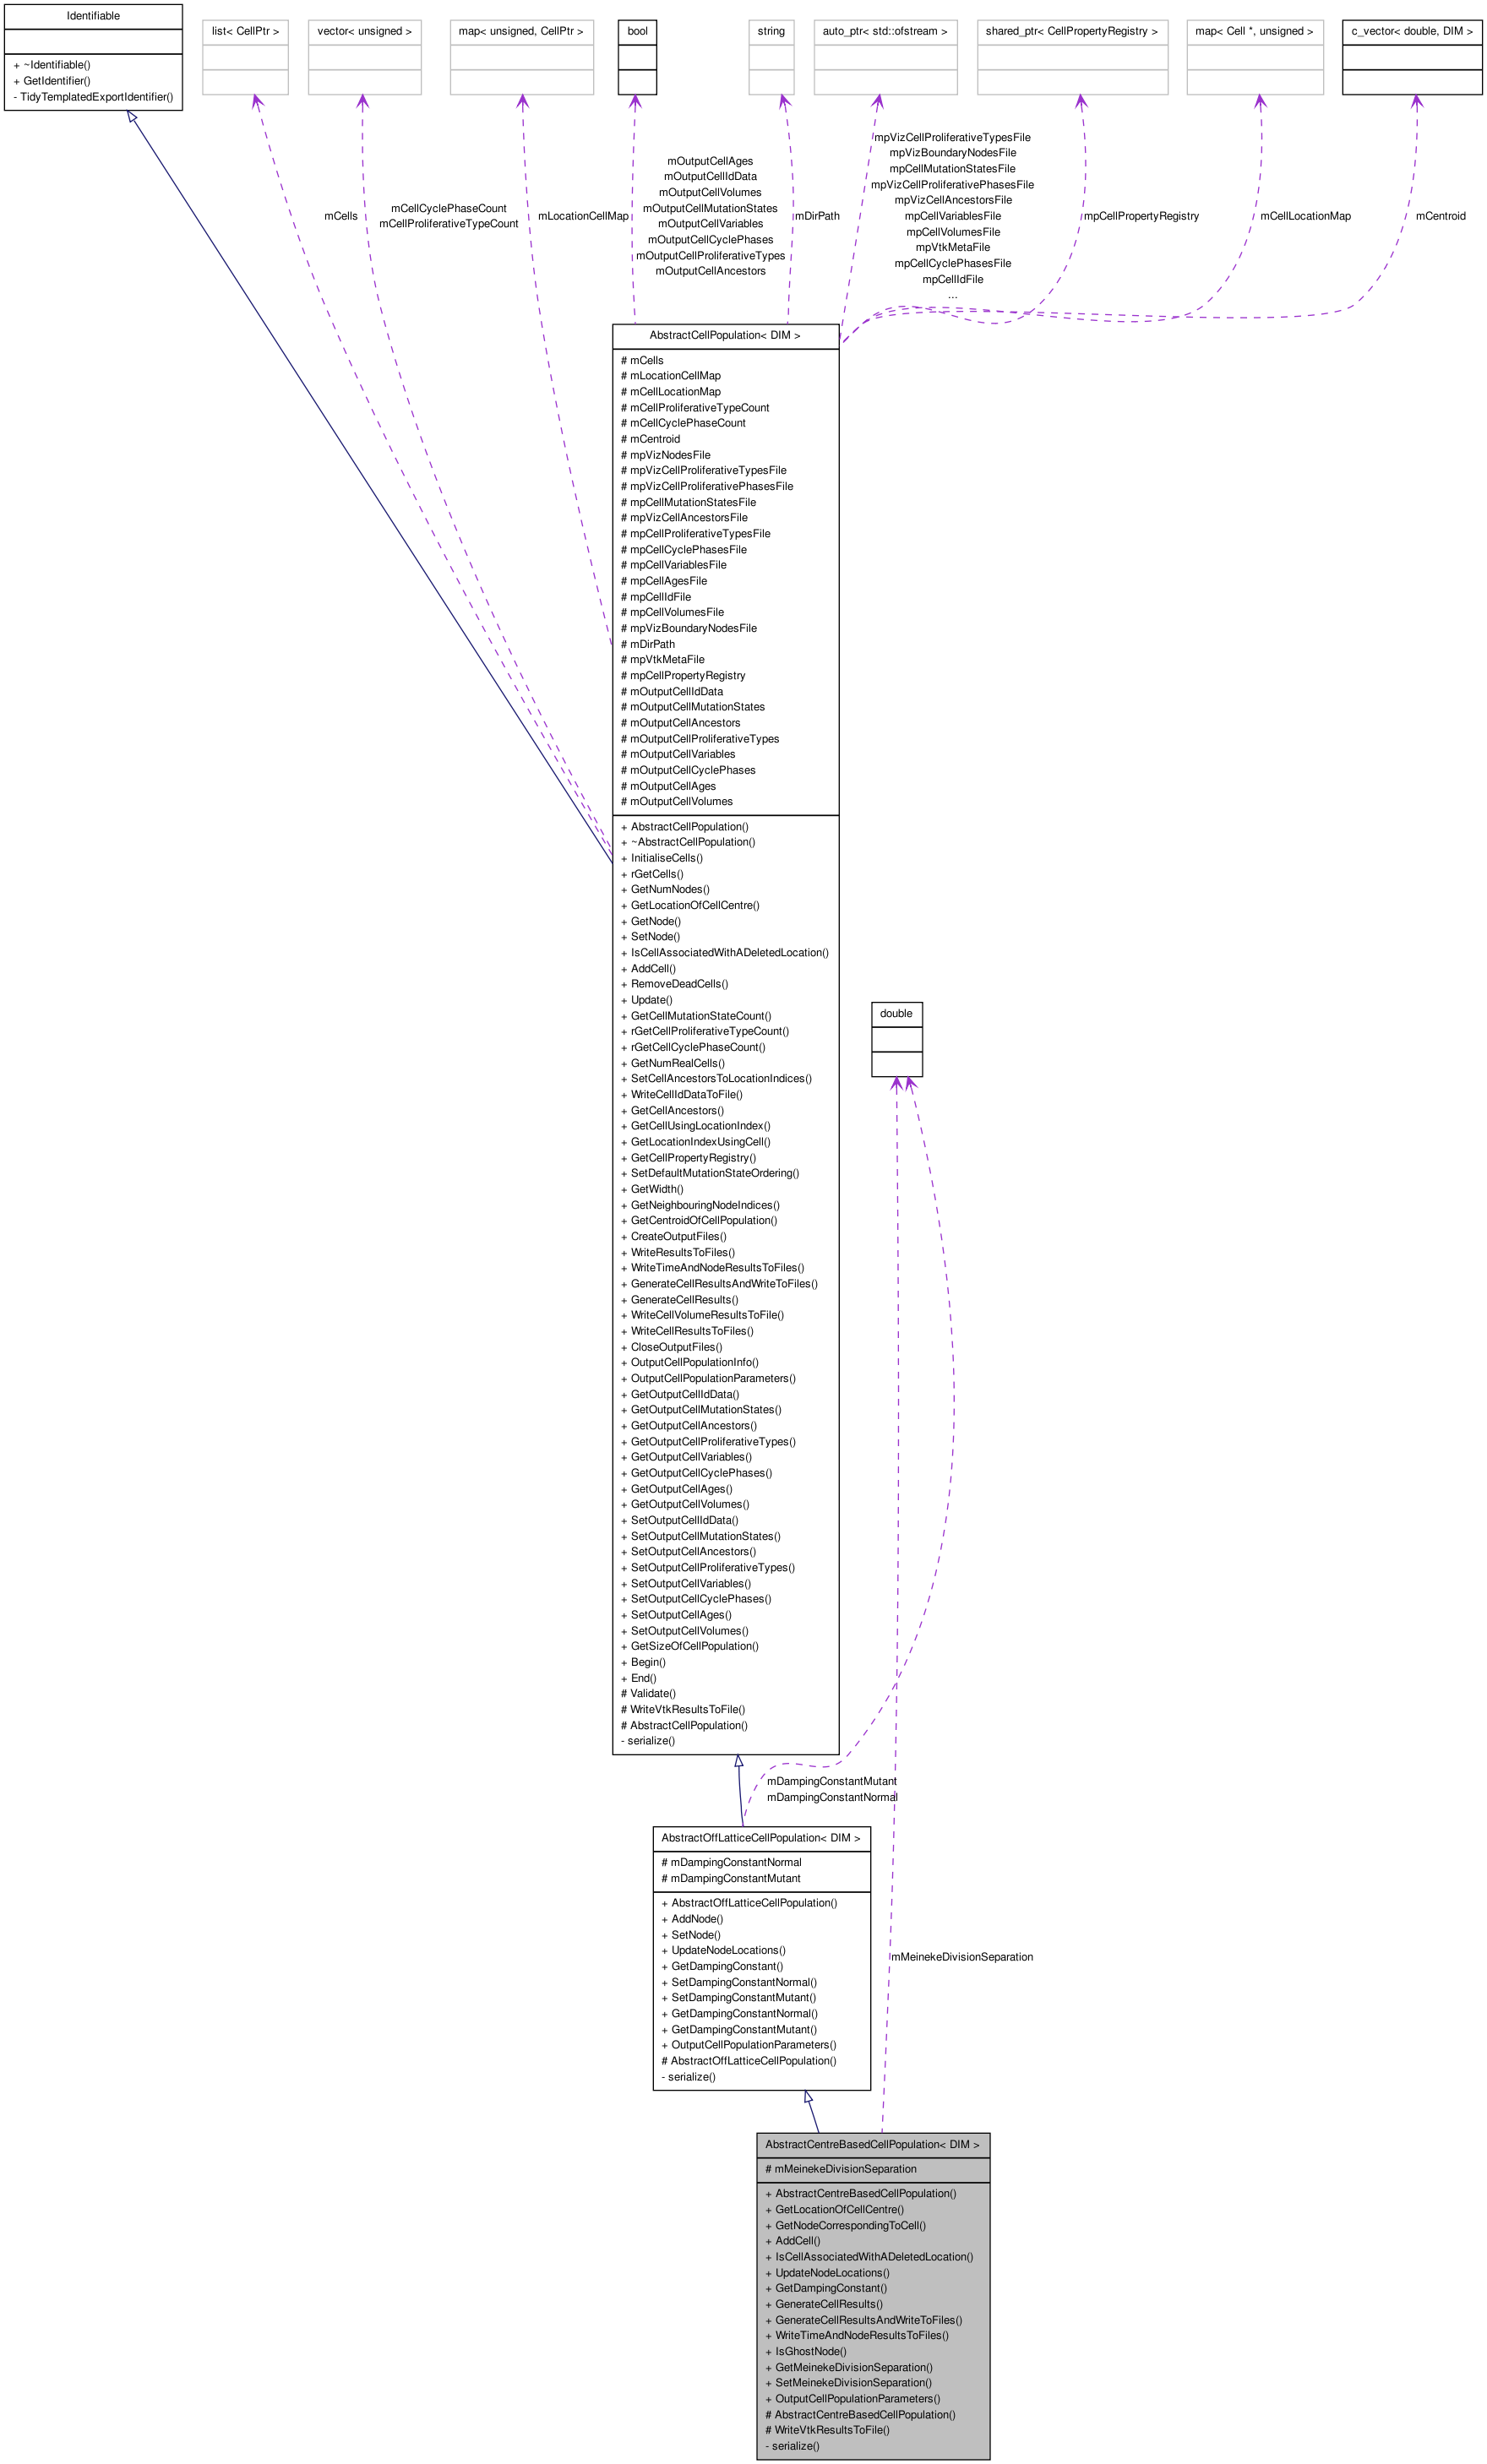 Identifiable
+ ~Identifiable()
+ GetIdentifier()
- TidyTemplatedExportIdentifier()
list< CellPtr >
vector< unsigned >
map< unsigned, CellPtr >
bool
string
auto_ptr< std::ofstream >
shared_ptr< CellPropertyRegistry >
map< Cell *, unsigned >
c_vector< double, DIM >
mCells
mCellCyclePhaseCount
mCellProliferativeTypeCount
mLocationCellMap
mOutputCellAges
mOutputCellIdData
mOutputCellVolumes
mOutputCellMutationStates
mOutputCellVariables
mOutputCellCyclePhases
mOutputCellProliferativeTypes
mOutputCellAncestors
mDirPath
mpVizCellProliferativeTypesFile
mpVizBoundaryNodesFile
mpCellMutationStatesFile
mpVizCellProliferativePhasesFile
mpVizCellAncestorsFile
mpCellVariablesFile
mpCellVolumesFile
mpVtkMetaFile
mpCellCyclePhasesFile
mpCellIdFile
...
mpCellPropertyRegistry
mCellLocationMap
mCentroid
AbstractCellPopulation< DIM >
# mCells
# mLocationCellMap
# mCellLocationMap
# mCellProliferativeTypeCount
# mCellCyclePhaseCount
# mCentroid
# mpVizNodesFile
# mpVizCellProliferativeTypesFile
# mpVizCellProliferativePhasesFile
# mpCellMutationStatesFile
# mpVizCellAncestorsFile
# mpCellProliferativeTypesFile
# mpCellCyclePhasesFile
# mpCellVariablesFile
# mpCellAgesFile
# mpCellIdFile
# mpCellVolumesFile
# mpVizBoundaryNodesFile
# mDirPath
# mpVtkMetaFile
# mpCellPropertyRegistry
# mOutputCellIdData
# mOutputCellMutationStates
# mOutputCellAncestors
# mOutputCellProliferativeTypes
# mOutputCellVariables
# mOutputCellCyclePhases
# mOutputCellAges
# mOutputCellVolumes
+ AbstractCellPopulation()
+ ~AbstractCellPopulation()
+ InitialiseCells()
+ rGetCells()
+ GetNumNodes()
+ GetLocationOfCellCentre()
+ GetNode()
+ SetNode()
+ IsCellAssociatedWithADeletedLocation()
+ AddCell()
+ RemoveDeadCells()
+ Update()
+ GetCellMutationStateCount()
+ rGetCellProliferativeTypeCount()
+ rGetCellCyclePhaseCount()
+ GetNumRealCells()
+ SetCellAncestorsToLocationIndices()
+ WriteCellIdDataToFile()
+ GetCellAncestors()
+ GetCellUsingLocationIndex()
+ GetLocationIndexUsingCell()
+ GetCellPropertyRegistry()
+ SetDefaultMutationStateOrdering()
+ GetWidth()
+ GetNeighbouringNodeIndices()
+ GetCentroidOfCellPopulation()
+ CreateOutputFiles()
+ WriteResultsToFiles()
+ WriteTimeAndNodeResultsToFiles()
+ GenerateCellResultsAndWriteToFiles()
+ GenerateCellResults()
+ WriteCellVolumeResultsToFile()
+ WriteCellResultsToFiles()
+ CloseOutputFiles()
+ OutputCellPopulationInfo()
+ OutputCellPopulationParameters()
+ GetOutputCellIdData()
+ GetOutputCellMutationStates()
+ GetOutputCellAncestors()
+ GetOutputCellProliferativeTypes()
+ GetOutputCellVariables()
+ GetOutputCellCyclePhases()
+ GetOutputCellAges()
+ GetOutputCellVolumes()
+ SetOutputCellIdData()
+ SetOutputCellMutationStates()
+ SetOutputCellAncestors()
+ SetOutputCellProliferativeTypes()
+ SetOutputCellVariables()
+ SetOutputCellCyclePhases()
+ SetOutputCellAges()
+ SetOutputCellVolumes()
+ GetSizeOfCellPopulation()
+ Begin()
+ End()
# Validate()
# WriteVtkResultsToFile()
# AbstractCellPopulation()
- serialize()
double
mDampingConstantMutant
mDampingConstantNormal
AbstractOffLatticeCellPopulation< DIM >
# mDampingConstantNormal
# mDampingConstantMutant
+ AbstractOffLatticeCellPopulation()
+ AddNode()
+ SetNode()
+ UpdateNodeLocations()
+ GetDampingConstant()
+ SetDampingConstantNormal()
+ SetDampingConstantMutant()
+ GetDampingConstantNormal()
+ GetDampingConstantMutant()
+ OutputCellPopulationParameters()
# AbstractOffLatticeCellPopulation()
- serialize()
mMeinekeDivisionSeparation
AbstractCentreBasedCellPopulation< DIM >
# mMeinekeDivisionSeparation
+ AbstractCentreBasedCellPopulation()
+ GetLocationOfCellCentre()
+ GetNodeCorrespondingToCell()
+ AddCell()
+ IsCellAssociatedWithADeletedLocation()
+ UpdateNodeLocations()
+ GetDampingConstant()
+ GenerateCellResults()
+ GenerateCellResultsAndWriteToFiles()
+ WriteTimeAndNodeResultsToFiles()
+ IsGhostNode()
+ GetMeinekeDivisionSeparation()
+ SetMeinekeDivisionSeparation()
+ OutputCellPopulationParameters()
# AbstractCentreBasedCellPopulation()
# WriteVtkResultsToFile()
- serialize()